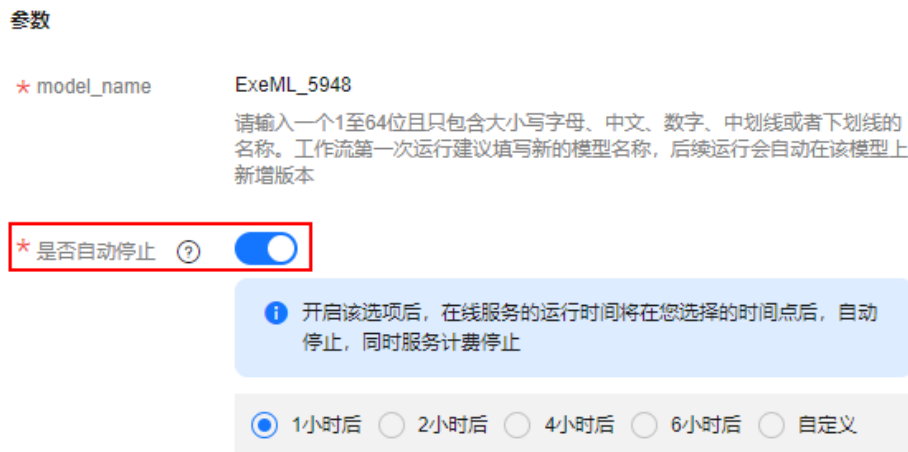 参数
* model_name ExeML_5948
请输入一个1至64位且只包含大小写字母、中文、数字、中划线或者下划线的
名称。工作流第一次运行建议填写新的模型名称，后续运行会自动在该模型上
新增版本
* 是否自动停止 ?
开启该选项后，在线服务的运行时间将在您选择的时间点后，自动
停止，同时服务计费停止
1小时后 2小时后 4小时后 6小时后 自定义